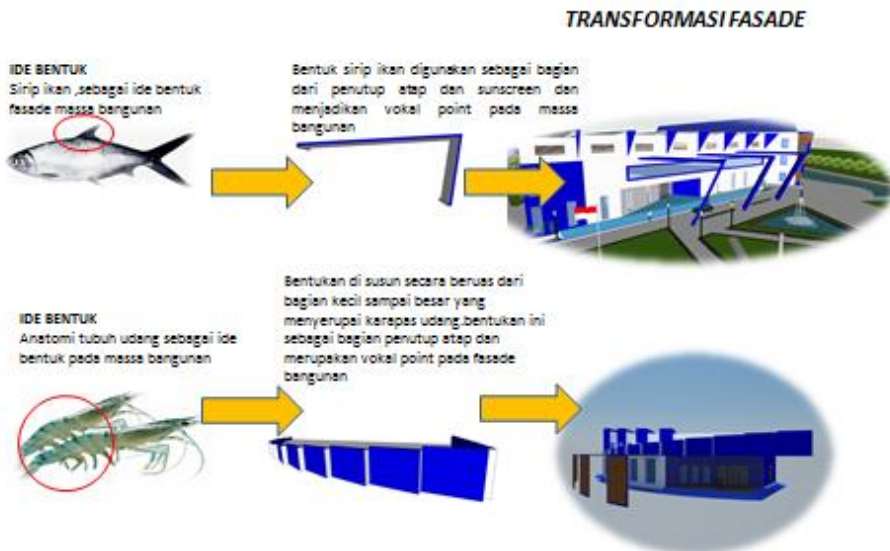 TRANSFORMASI FASADE
IDE BENTUK
Sirip ikan ,sebagai ide bentuk
fasade massa bangunan
Bentuk sirip ikan digunakan sebagai bagian
dari penutup atap dan sunscreen dan
menjadikan vokal point pada massa
bangunan
IDE BENTUK
Anatomi tubuh udang sebagai ide
bentuk pada massa bangunan
Bentukan di susun secara beruas dari
bagian kecil sampai besar yang
menyerupai karapas udang.bentukan ini
sebagai bagian penutup atap dan
merupakan vokal point pada fasade
bangunan